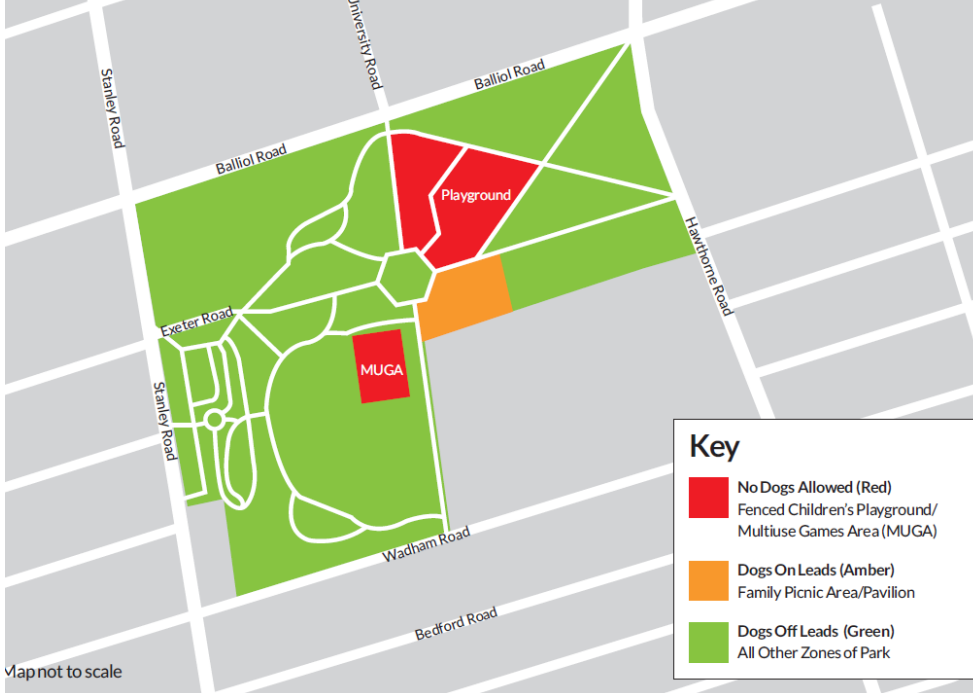 University Road
Balliol Road
Stanley Road
Balliol Road
Playground
Hawthorne Road
Exeter Road
MUGA
Stanley Road
Wadham Road
Bedford Road
Map not to scale
Key
No Dogs Allowed (Red)
Fenced Children's Playground/
Multiuse Games Area (MUGA)
Dogs On Leads (Amber)
Family Picnic Area/Pavilion
Dogs Off Leads (Green)
All Other Zones of Park